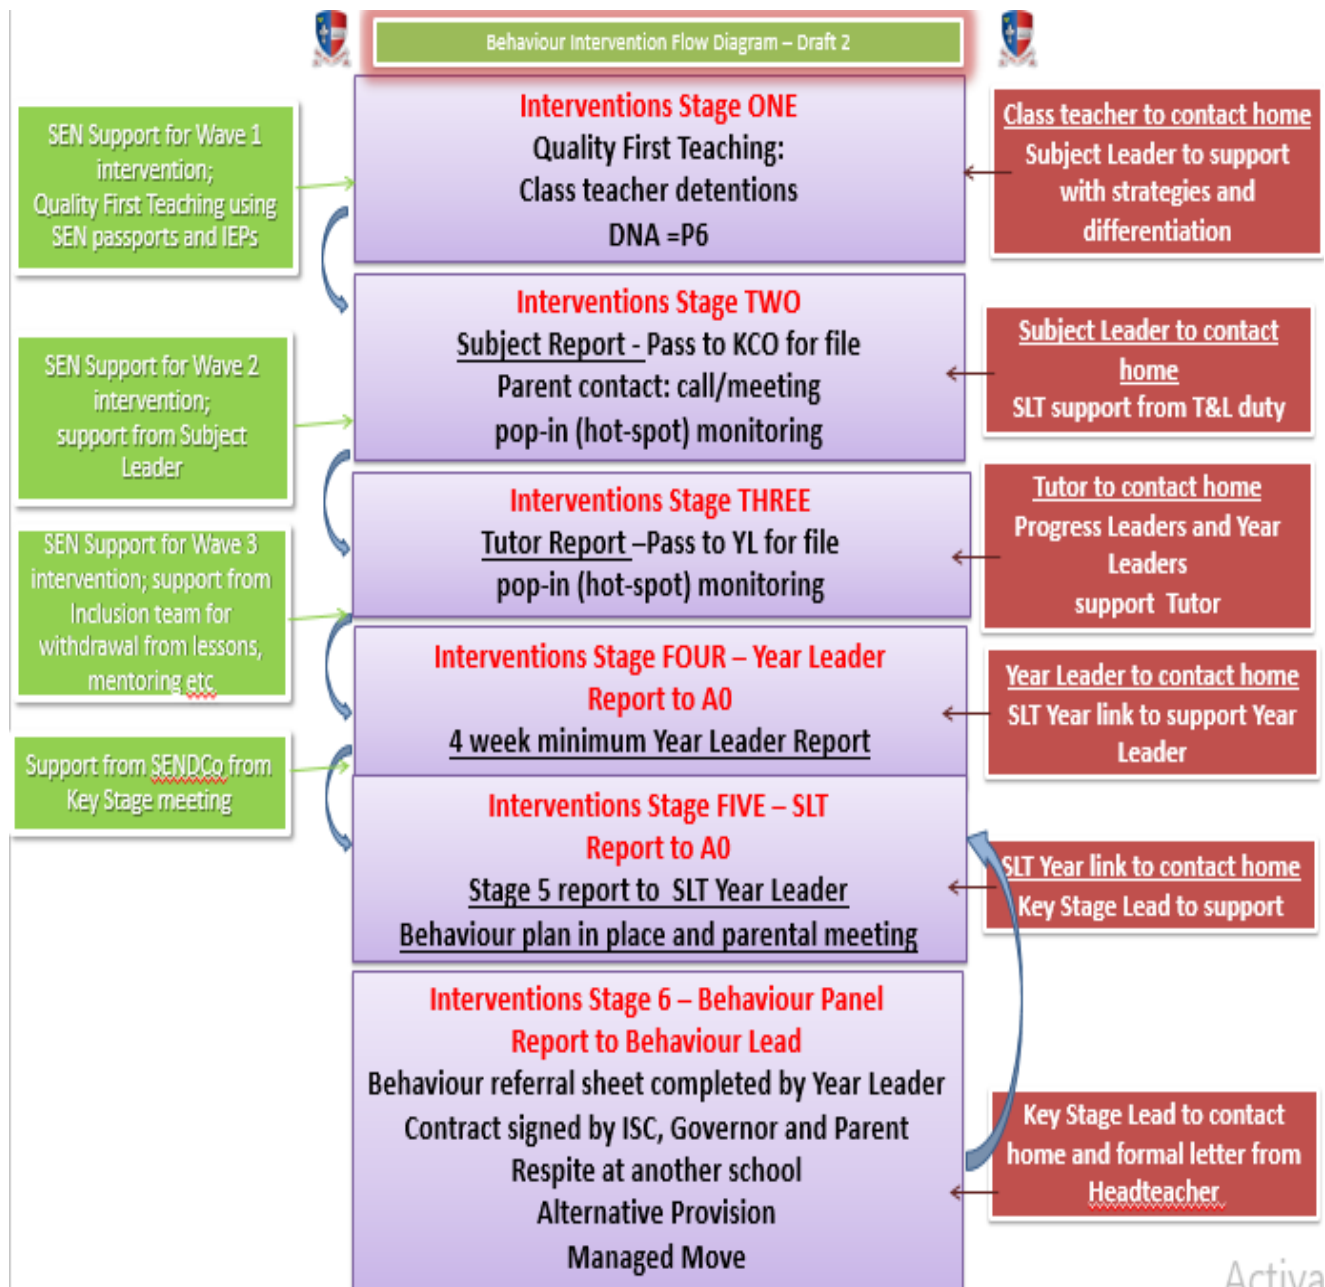 Behaviour Intervention Flow Diagram – Draft 2
SEN Support for Wave 1
intervention;
Quality First Teaching using
SEN passports and IEPs
Interventions Stage ONE
Quality First Teaching:
Class teacher detentions
DNA =P6
Class teacher to contact home
Subject Leader to support
with strategies and
differentiation
SEN Support for Wave 2
intervention;
support from Subject
Leader
Interventions Stage TWO
Subject Report - Pass to KCO for file
Parent contact: call/meeting
pop-in (hot-spot) monitoring
Subject Leader to contact
home
SLT support from T&L duty
SEN Support for Wave 3
intervention; support from
Inclusion team for
withdrawal from lessons,
mentoring etc
Interventions Stage THREE
Tutor Report –Pass to YL for file
pop-in (hot-spot) monitoring
Tutor to contact home
Progress Leaders and Year
Leaders
support Tutor
Interventions Stage FOUR – Year Leader
Report to A0
4 week minimum Year Leader Report
Year Leader to contact home
SLT Year link to support Year
Leader
Support from SENDCo from
Key Stage meeting
Interventions Stage FIVE – SLT
Report to A0
Stage 5 report to SLT Year Leader
Behaviour plan in place and parental meeting
SLT Year link to contact home
Key Stage Lead to support
Interventions Stage 6 – Behaviour Panel
Report to Behaviour Lead
Behaviour referral sheet completed by Year Leader
Contract signed by ISC, Governor and Parent
Respite at another school
Alternative Provision
Managed Move
Key Stage Lead to contact
home and formal letter from
Headteacher
Activa